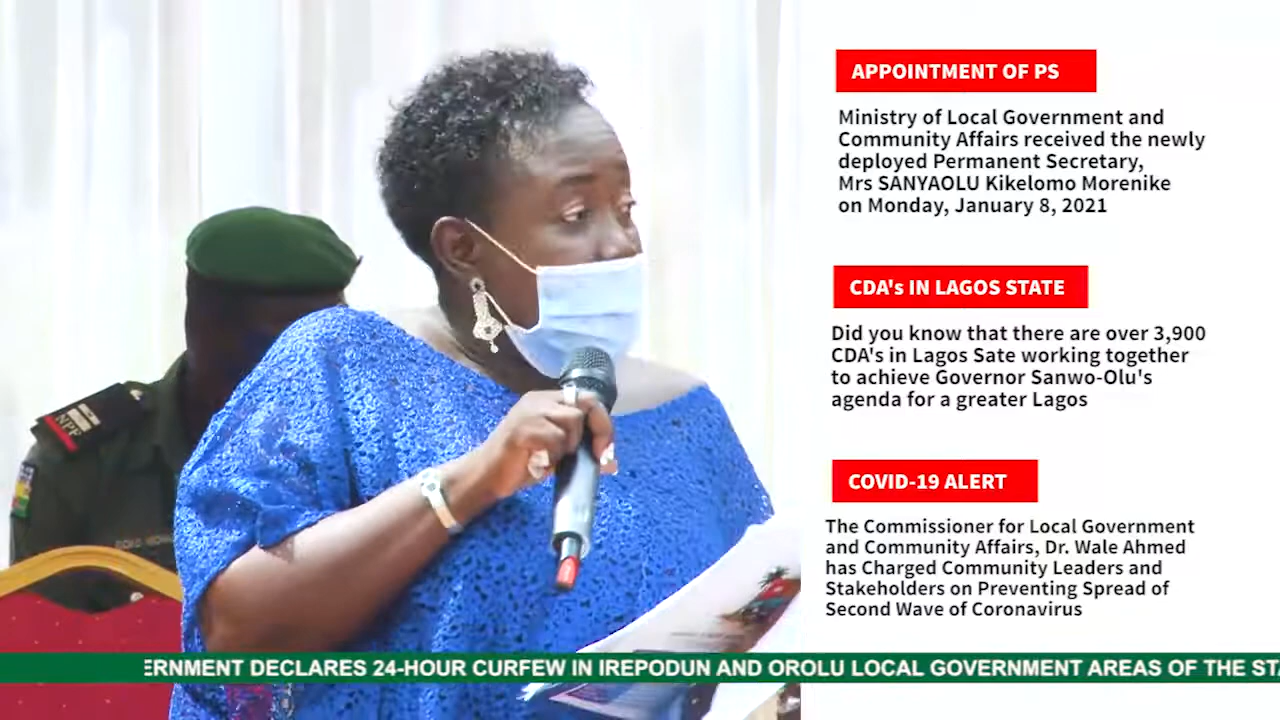 APPOINTMENT OF PS
Ministry of Local Government and
Community Affairs received the newly
deployed Permanent Secretary,
Mrs SANYAOLU Kikelomo Morenike
on Monday, January 8, 2021
CDA's IN LAGOS STATE
Did you know that there are over 3,900
CDA's in Lagos Sate working together
to achieve Governor Sanwo-Olu's
agenda for a greater Lagos
COVID-19 ALERT
The Commissioner for Local Government
and Community Affairs, Dr. Wale Ahmed
has Charged Community Leaders and
Stakeholders on Preventing Spread of
Second Wave of Coronavirus
NPF
ERNMENT DECLARES 24-HOUR CURFEW IN IREPODUN AND OROLU LOCAL GOVERNMENT AREAS OF THE STA